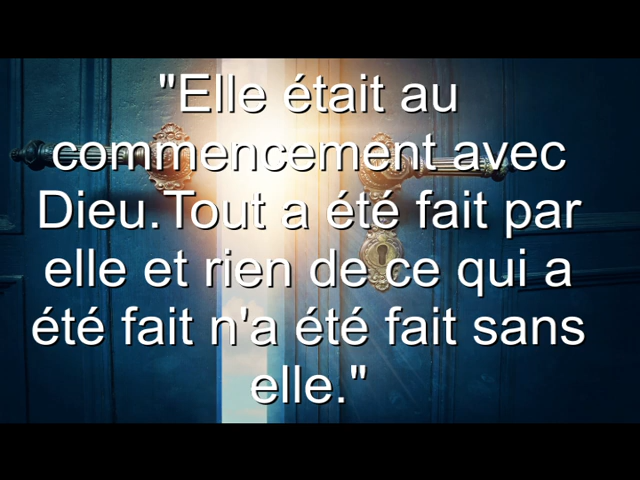 "Elle était au
commencement avec
Dieu.Tout a été fait par
elle et rien de ce qui a
été fait n'a été fait sans
elle."